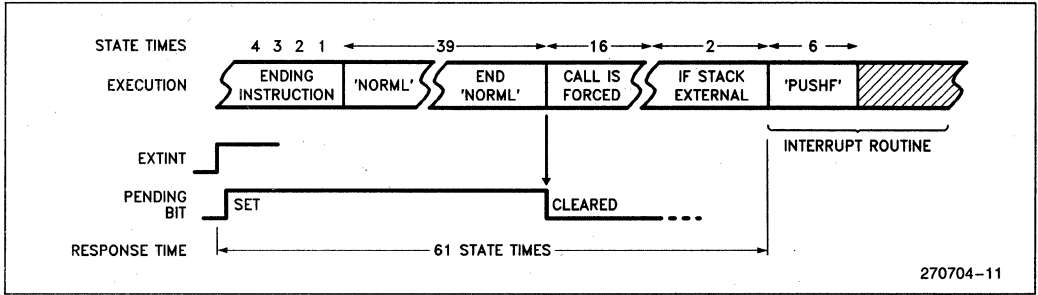 STATE TIMES 4 3 2 1 39 16 2 6
EXECUTION
ENDING INSTRUCTION
'NORML'
END 'NORML'
CALL IS FORCED
IF STACK EXTERNAL
'PUSHF'
INTERRUPT ROUTINE
EXTINT
PENDING BIT
SET
CLEARED
RESPONSE TIME
61 STATE TIMES
270704-11